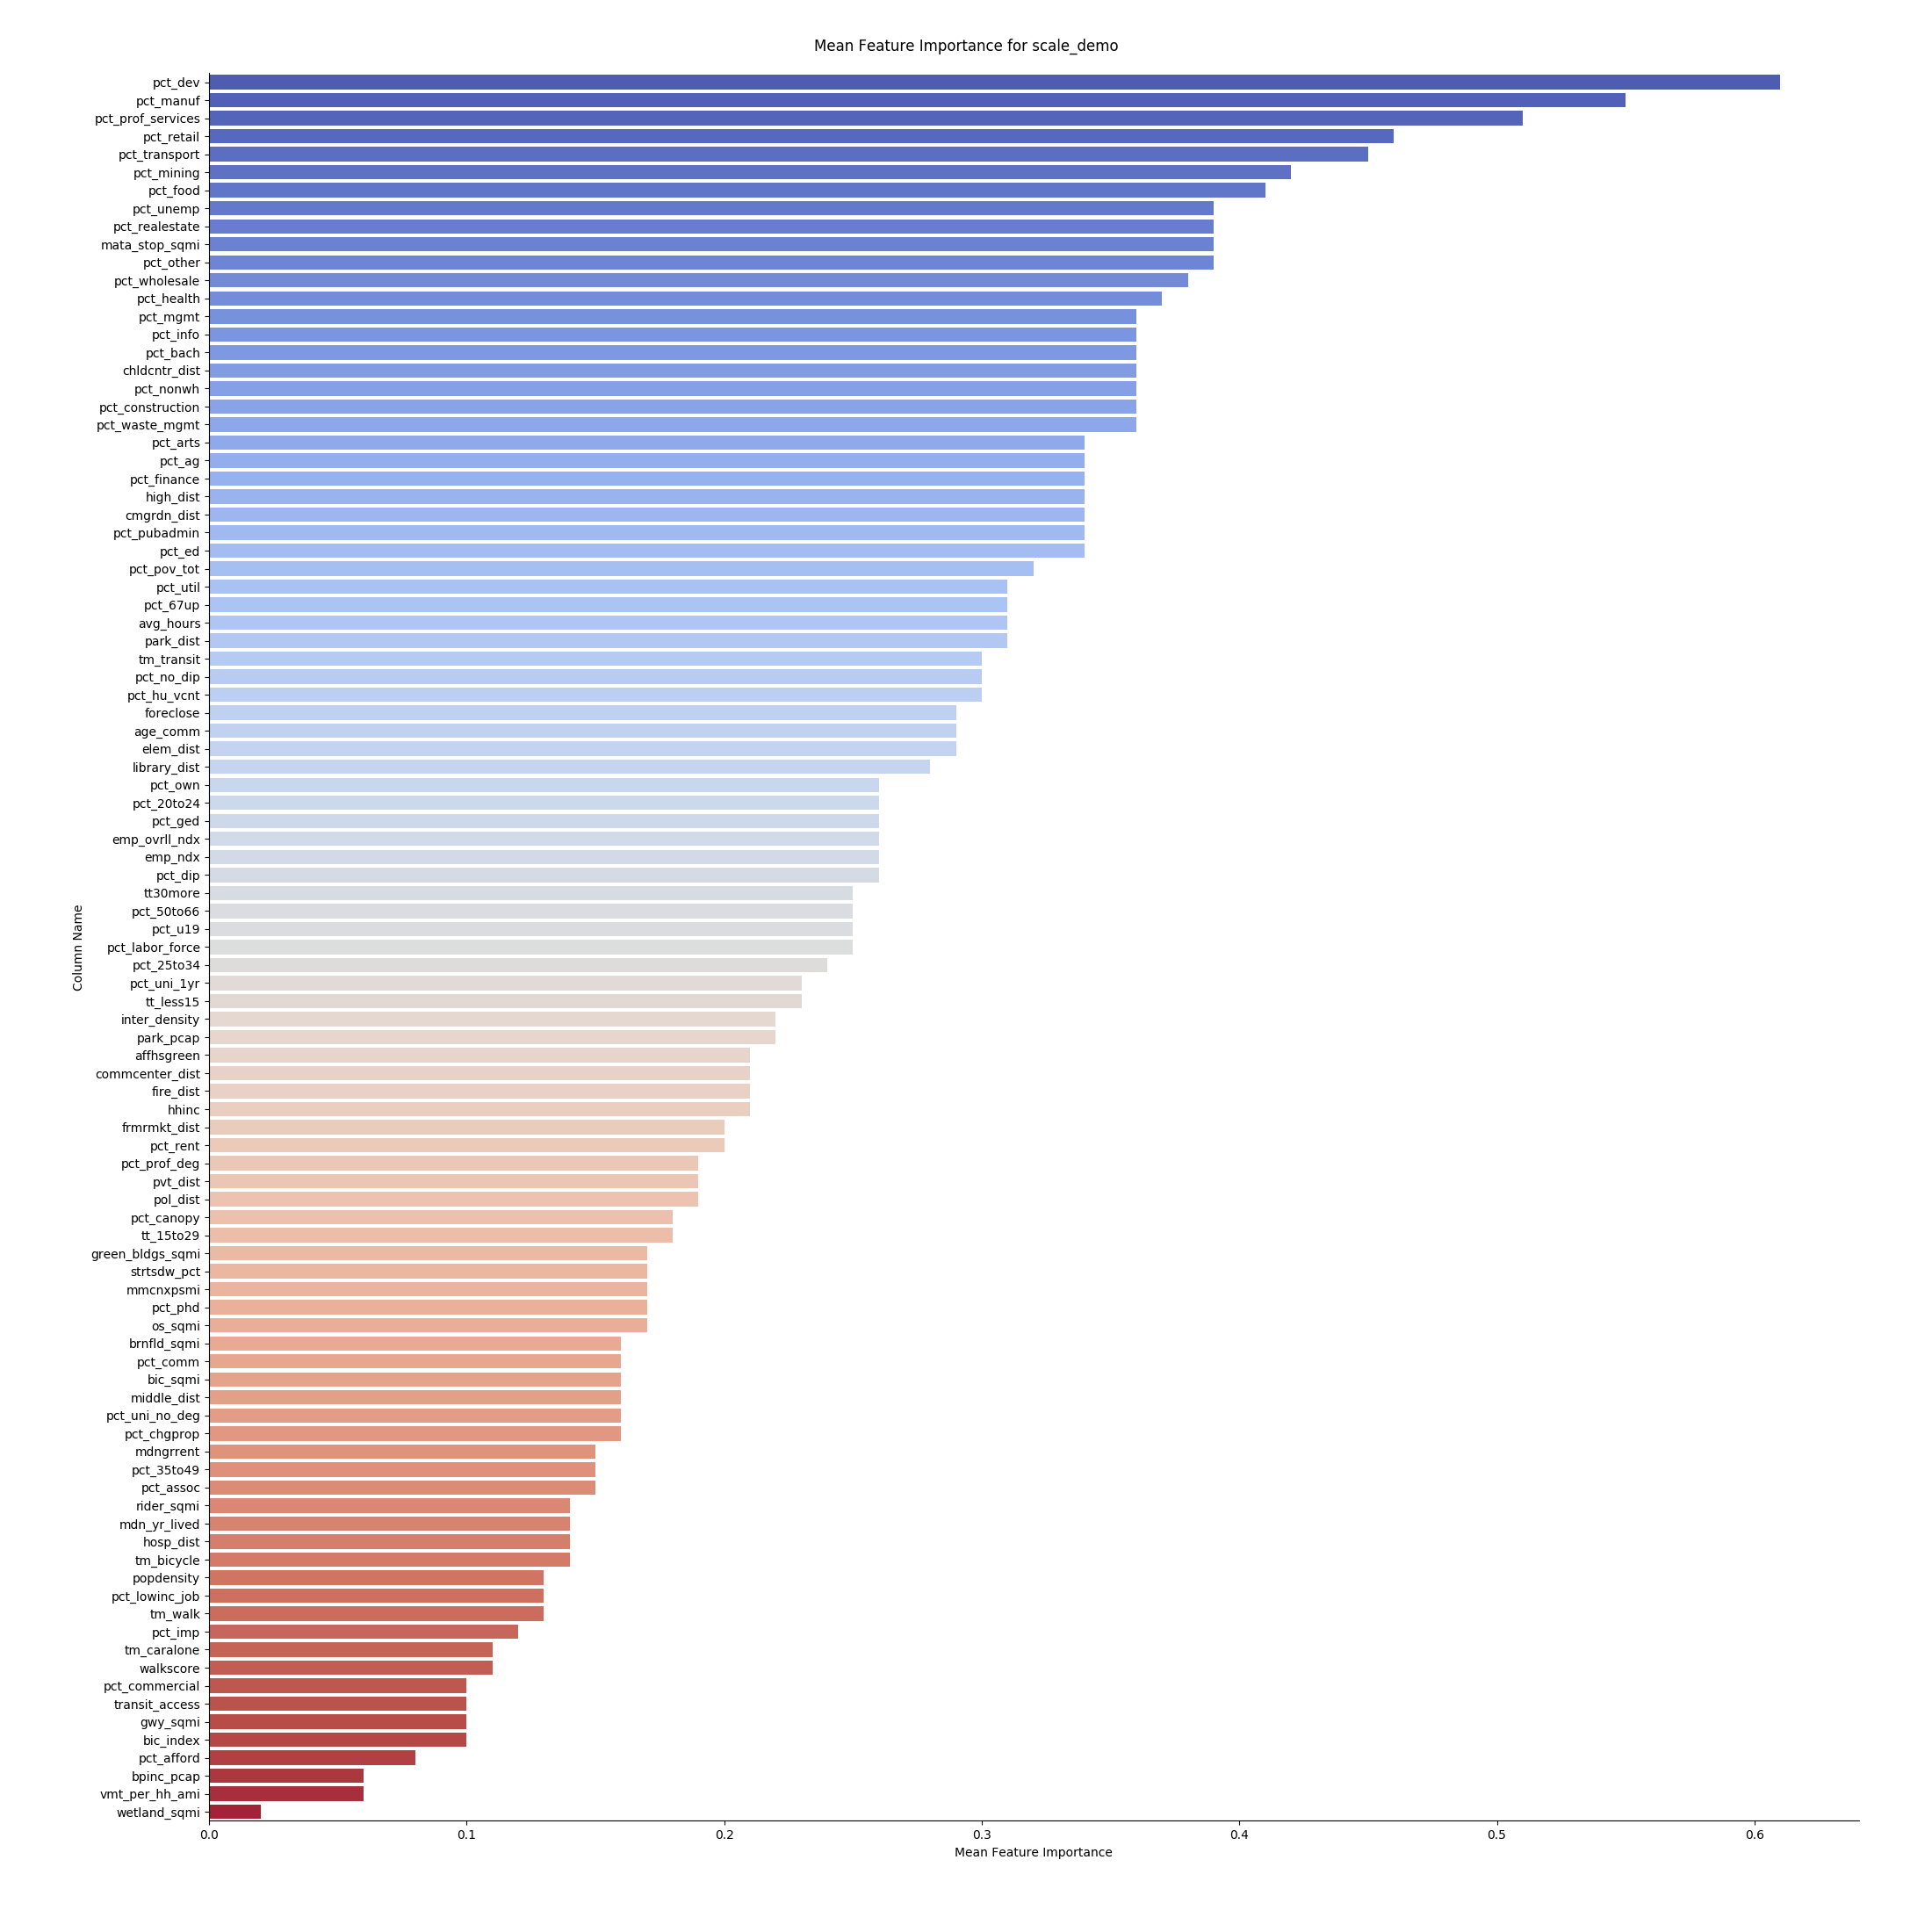 Mean Feature Importance for scale_demo
pct_dev
pct_manuf
pct_prof_services
pct_retail
pct_transport
pct_mining
pct_food
pct_unemp
pct_realestate
mata_stop_sqmi
pct_other
pct_wholesale
pct_health
pct_mgmt
pct_info
pct_bach
chldcntr_dist
pct_nonwh
pct_construction
pct_waste_mgmt
pct_arts
pct_ag
pct_finance
high_dist
cmgrdn_dist
pct_pubadmin
pct_ed
pct_pov_tot
pct_util
pct_67up
avg_hours
park_dist
tm_transit
pct_no_dip
pct_hu_vcnt
foreclose
age_comm
elem_dist
library_dist
pct_own
pct_20to24
pct_ged
emp_ovrll_ndx
emp_ndx
pct_dip
tt30more
pct_50to66
pct_u19
pct_labor_force
pct_25to34
pct_uni_1yr
tt_less15
inter_density
park_pcap
affhsgreen
commcenter_dist
fire_dist
hhinc
frmrmkt_dist
pct_rent
pct_prof_deg
pvt_dist
pol_dist
pct_canopy
tt_15to29
green_bldgs_sqmi
strtsdw_pct
mmcnxpsmi
pct_phd
os_sqmi
brnfld_sqmi
pct_comm
bic_sqmi
middle_dist
pct_uni_no_deg
pct_chgprop
mdngrrent
pct_35to49
pct_assoc
rider_sqmi
mdn_yr_lived
hosp_dist
tm_bicycle
popdensity
pct_lowinc_job
tm_walk
pct_imp
tm_caralone
walkscore
pct_commercial
transit_access
gwy_sqmi
bic_index
pct_afford
bpinc_pcap
vmt_per_hh_ami
wetland_sqmi
Column Name
0.0 0.1 0.2 0.3 0.4 0.5 0.6
Mean Feature Importance